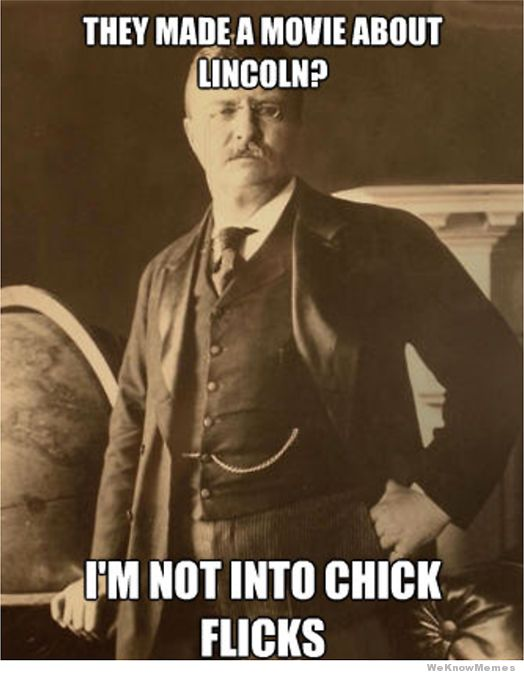 THEY MADE A MOVIE ABOUT
LINCOLN?
I'M NOT INTO CHICK
FLICKS
WeKnowMemes